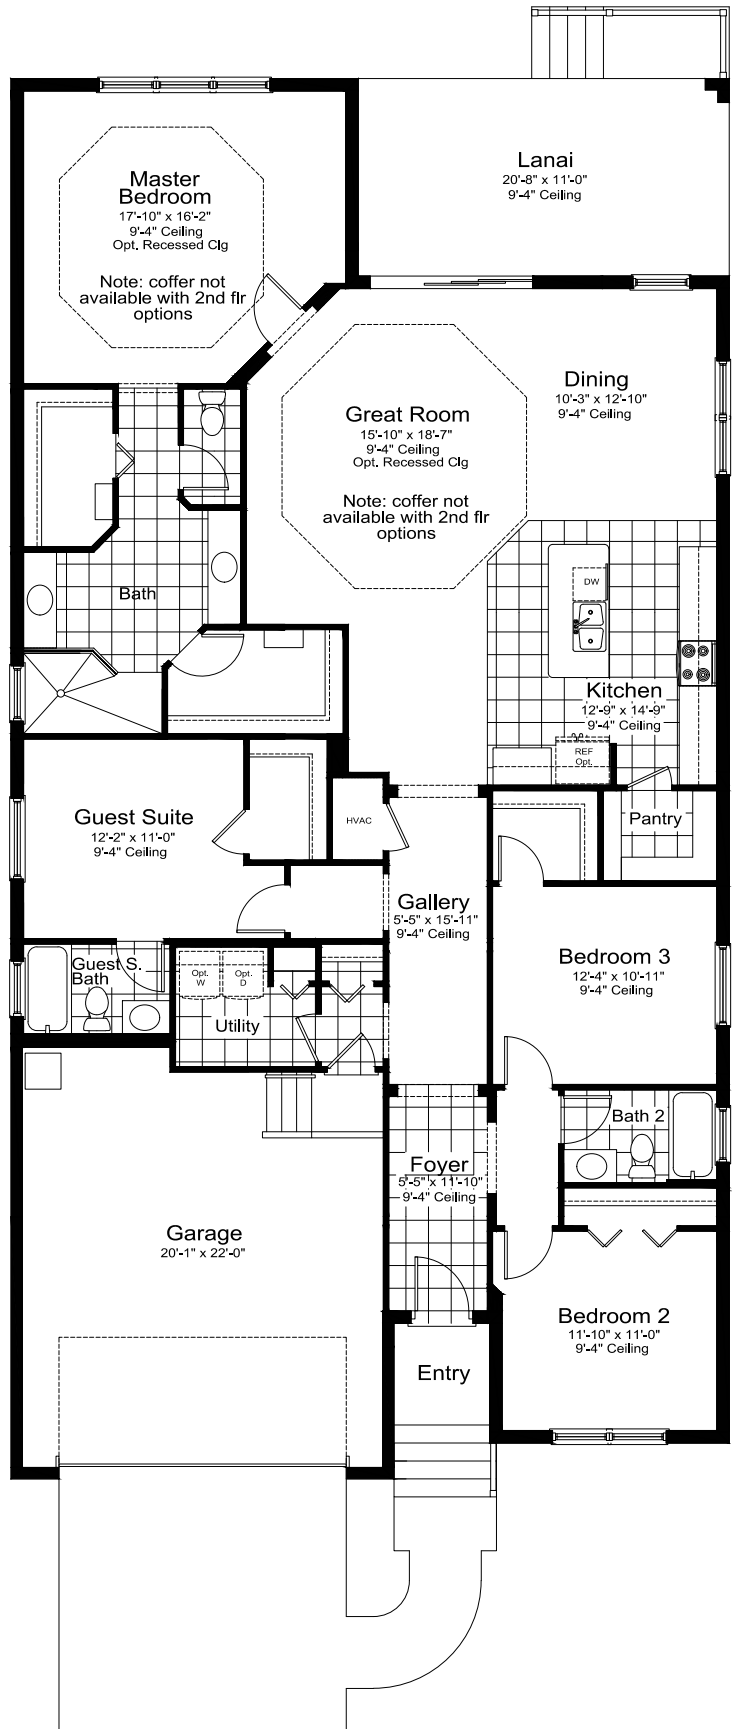 Lanai
20'-8" x 11'-0"
9'-4" Ceiling
Master
Bedroom
17'-10" x 16'-2"
9'-4" Ceiling
Opt. Recessed Clg
Note: coffer not
available with 2nd flr
options
Dining
10'-3" x 12'-10"
9'-4" Ceiling
Great Room
15'-10" x 18'-7"
9'-4" Ceiling
Opt. Recessed Clg
Note: coffer not
available with 2nd flr
options
DW
Bath
Kitchen
12'-9" x 14'-9"
9'-4" Ceiling
REF
Opt.
Guest Suite
12'-2" x 11'-0"
9'-4" Ceiling
HVAC
Pantry
Gallery
5'-5" x 15'-11"
9'-4" Ceiling
Bedroom 3
12'-4" x 10'-11"
9'-4" Ceiling
Guest S.
Bath
Opt.
W
Opt.
D
Utility
Bath 2
Foyer
5'-5" x 11'-10"
9'-4" Ceiling
Garage
20'-1" x 22'-0"
Bedroom 2
11'-10" x 11'-0"
9'-4" Ceiling
Entry